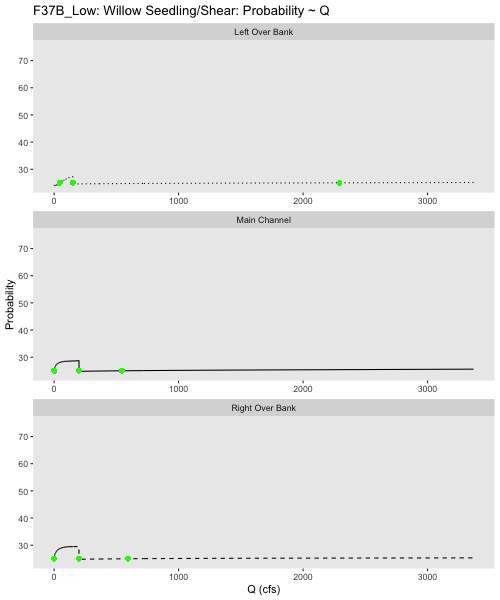 F37B_Low: Willow Seedling/Shear: Probability ~ Q
Left Over Bank
70
60
50
40
30
0 1000 2000 3000
Main Channel
70
60
50
40
30
0 1000 2000 3000
Probability
Right Over Bank
70
60
50
40
30
0 1000 2000 3000
Q (cfs)